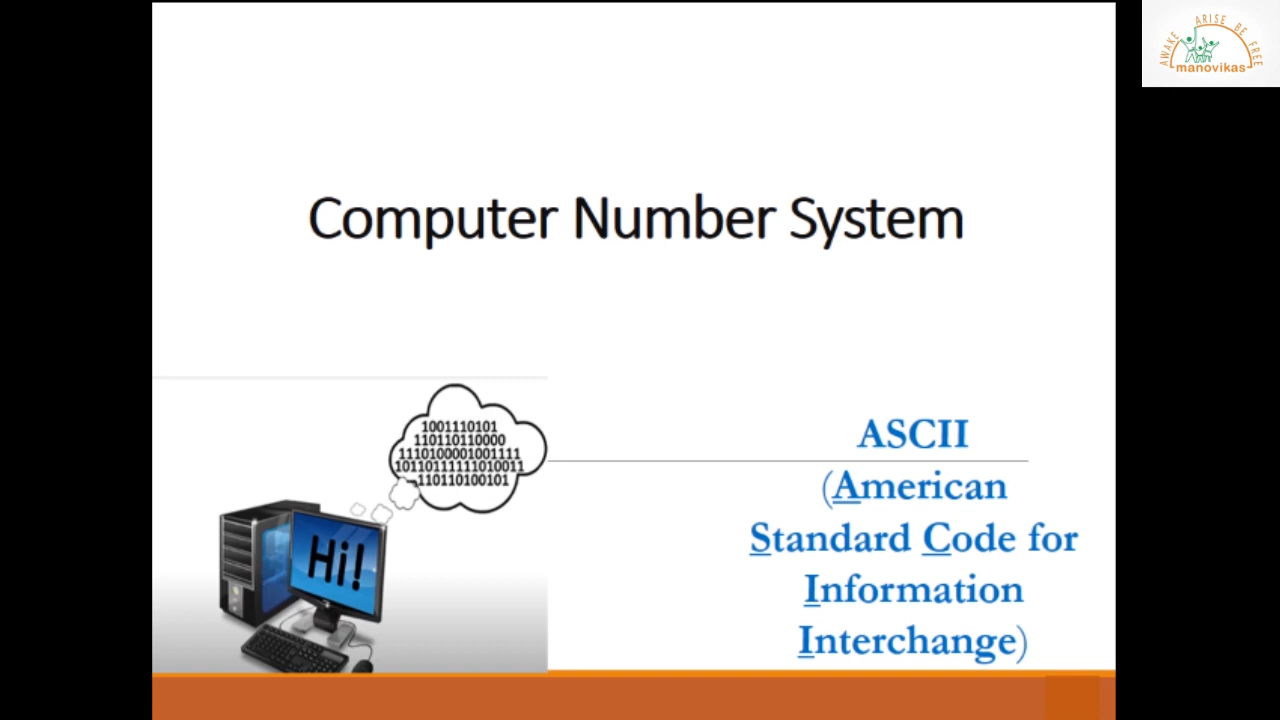 AWAKE ARISE BE FREE
manovikas
Computer Number System
1001110101
110110110000
1110100001001111
10110111111010011
110110100101
Hi!
ASCII
(American
Standard Code for
Information
Interchange)